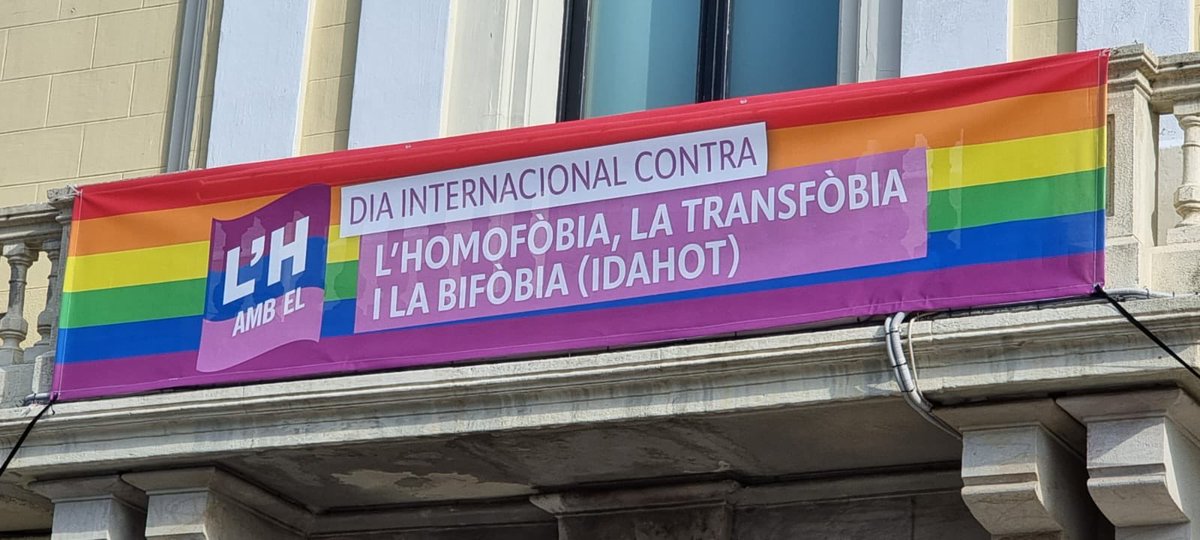 L'H
AMB EL
DIA INTERNACIONAL CONTRA
L'HOMOFÒBIA, LA TRANSFÒBIA
I LA BIFÒBIA (IDAHOT)